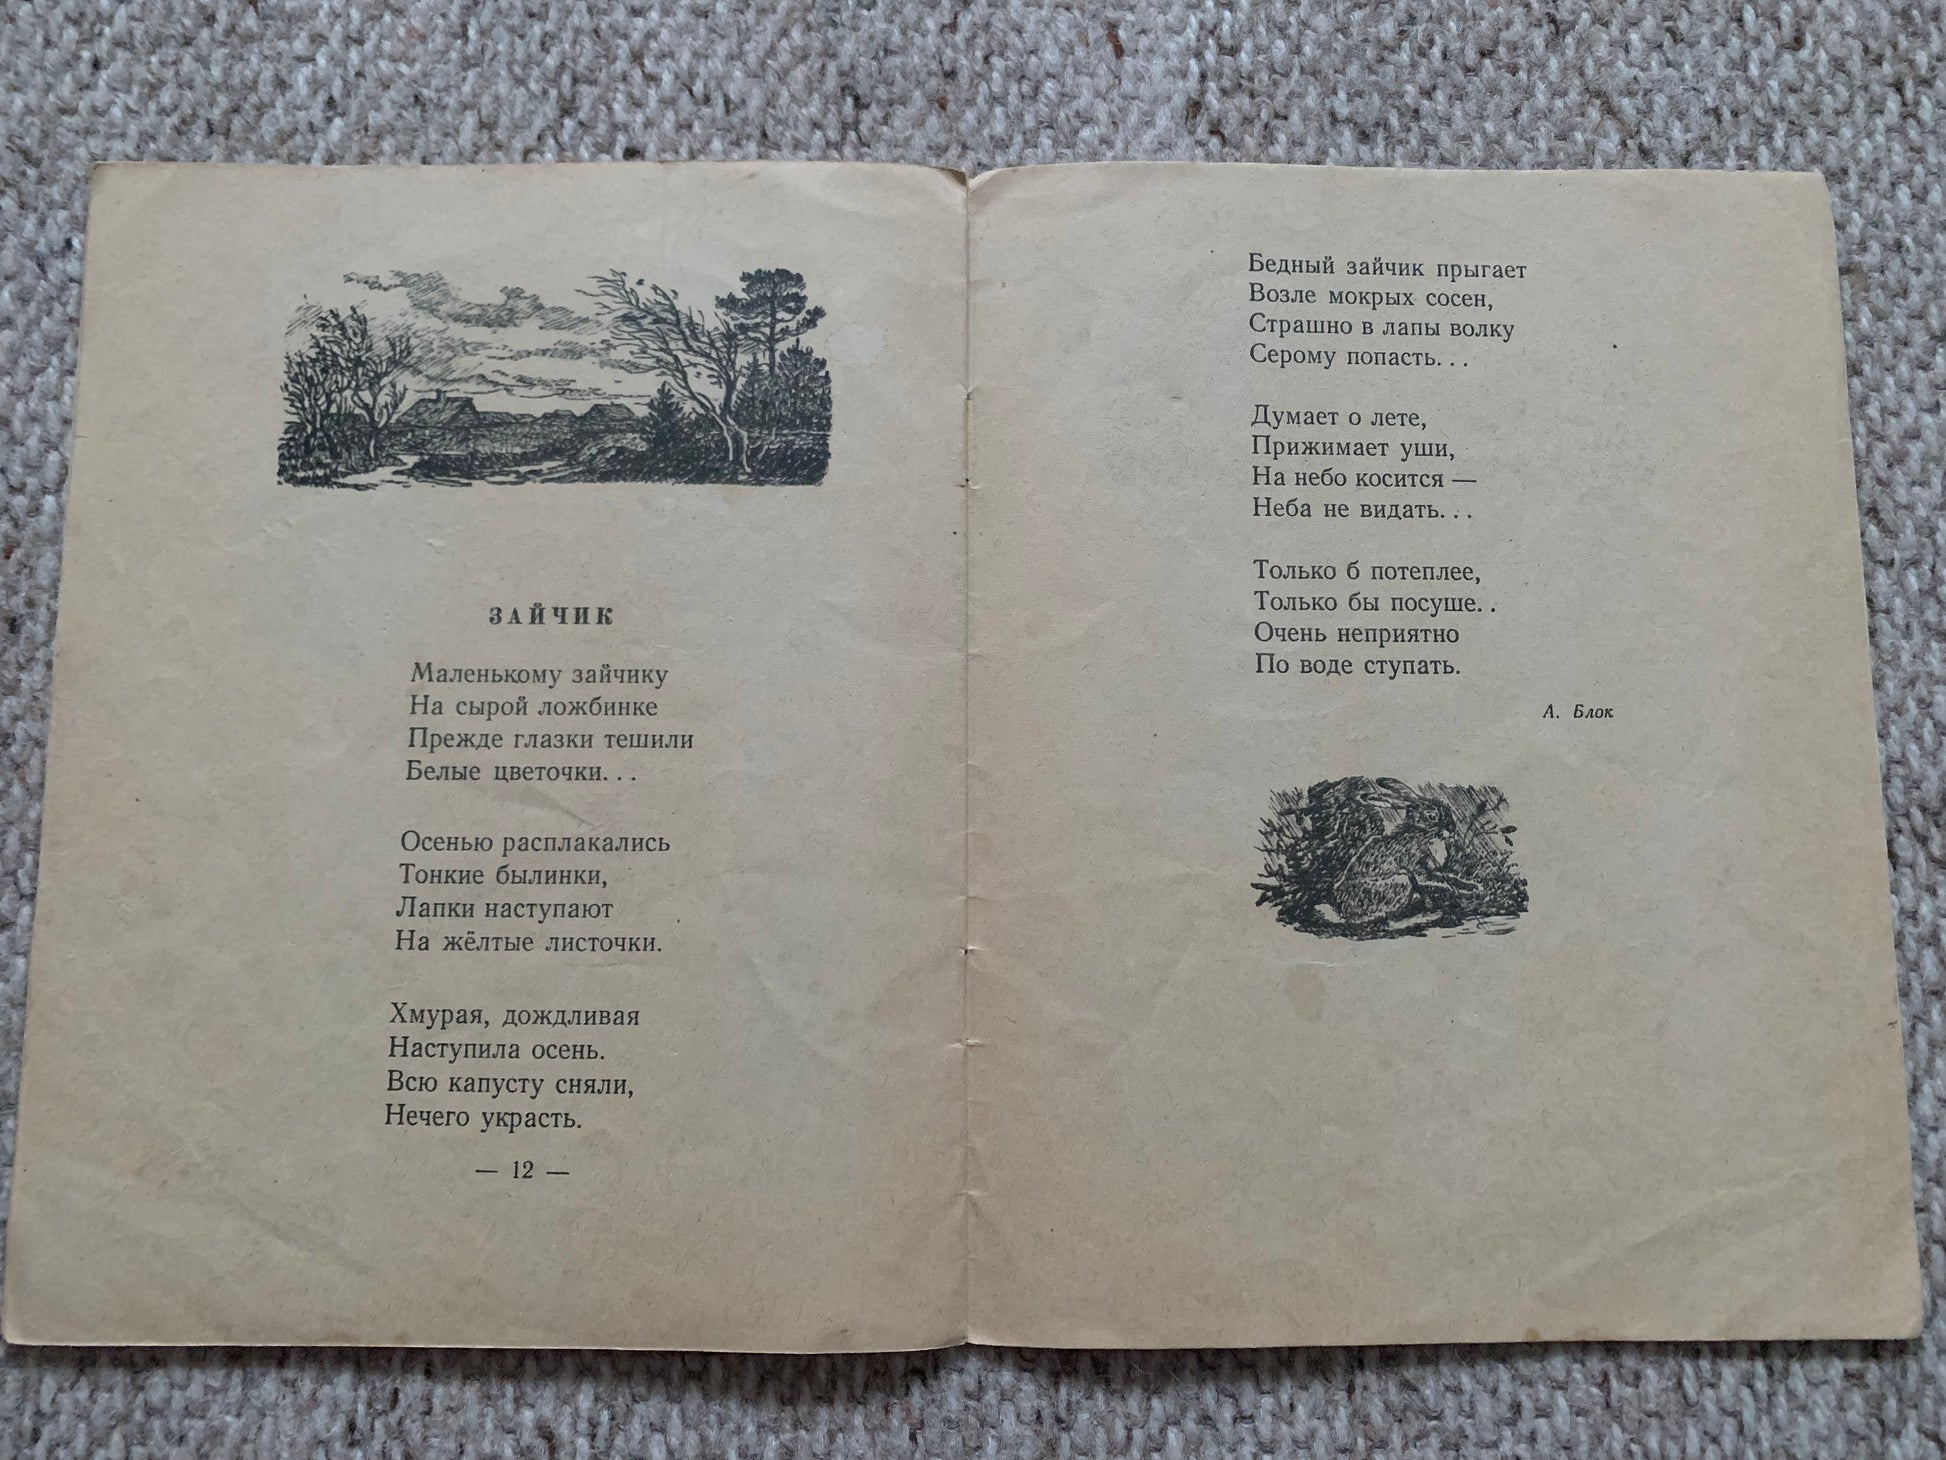 ЗАЙЧИК
Маленькому зайчику
На сырой ложбинке
Прежде глазки тешили
Белые цветочки...
Осенью расплакались
Тонкие былинки,
Лапки наступают
На жёлтые листочки.
Хмурая, дождливая
Наступила осень.
Всю капусту сняли,
Нечего украсть.
— 12 —
Бедный зайчик прыгает
Возле мокрых сосен,
Страшно в лапы волку
Серому попасть...
Думает о лете,
Прижимает уши,
На небо косится —
Неба не видать...
Только б потеплее,
Только бы посуше..
Очень неприятно
По воде ступать.
А. Блок